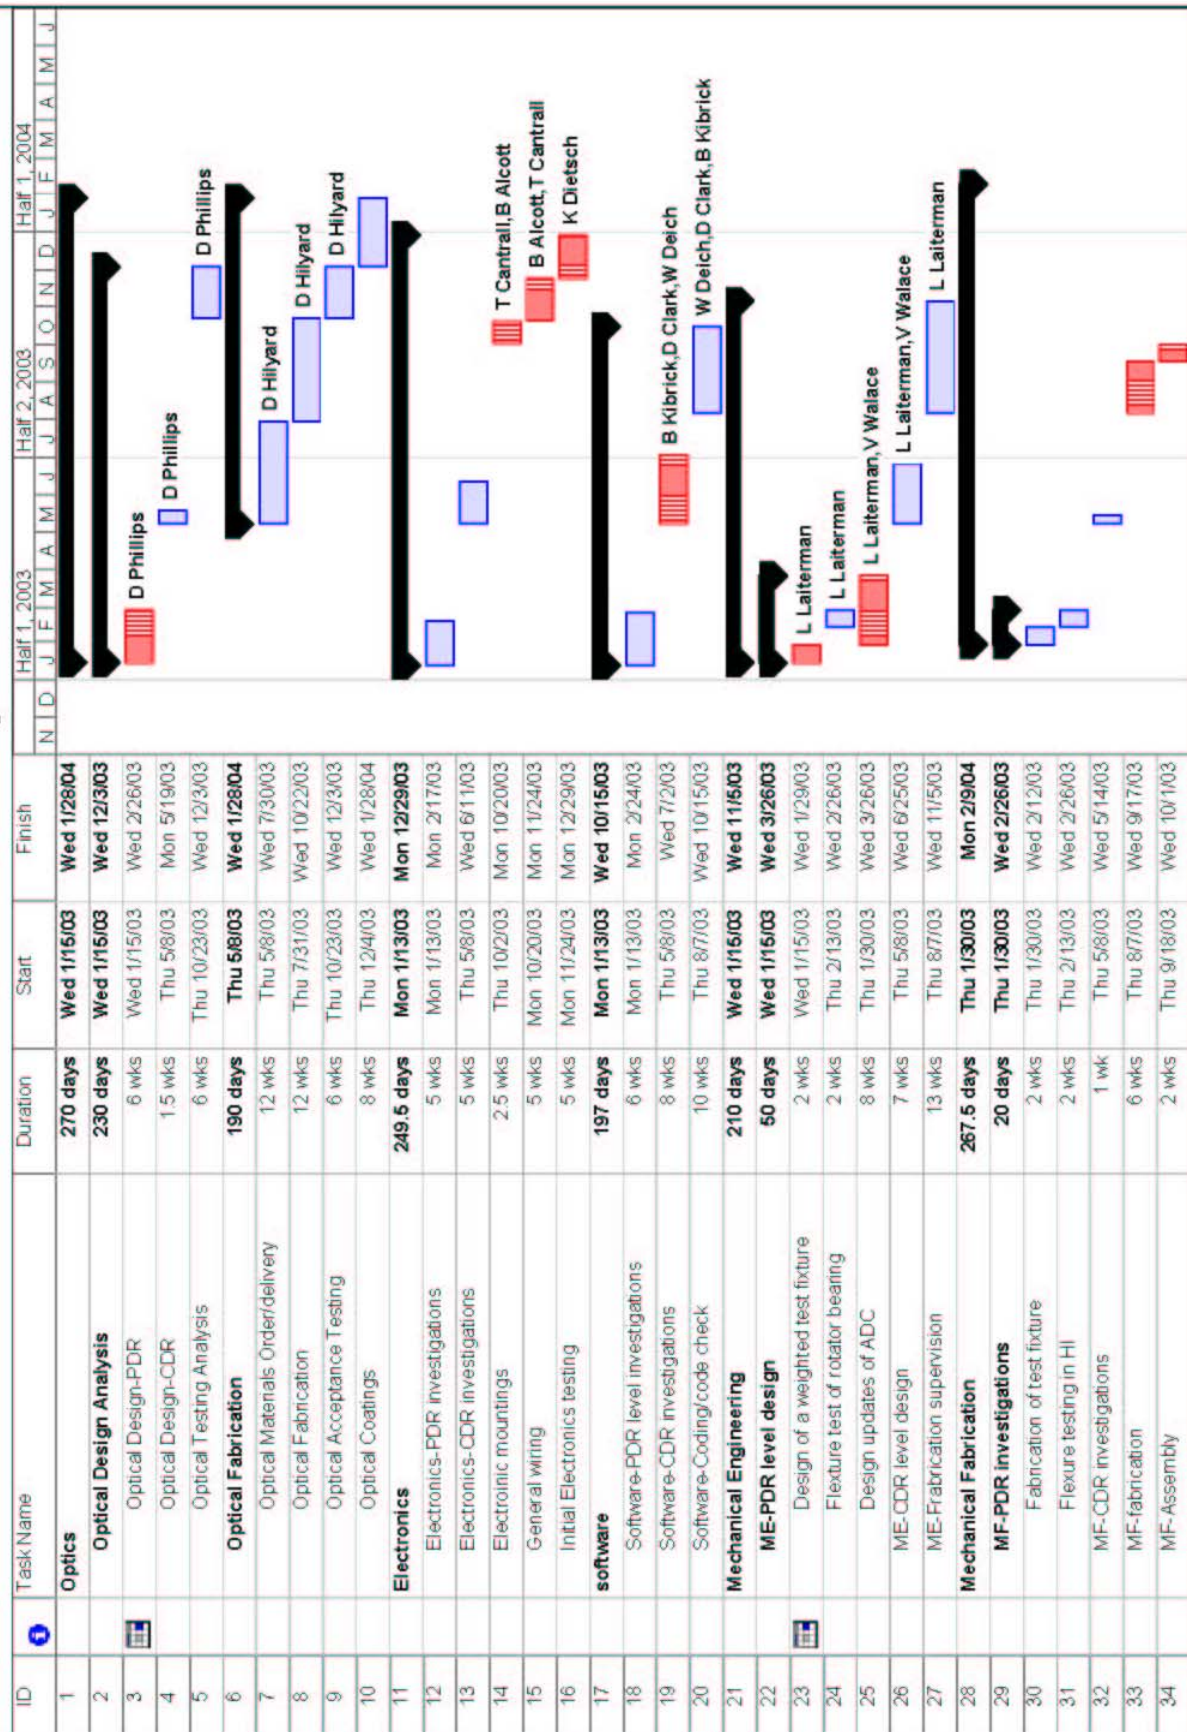 ID Task Name Duration Start Finish Half 1, 2003 Half 2, 2003 Half 1, 2004
N D J F M A M J J A S O N D J F M A M J
1 Optics 270 days Wed 1/15/03 Wed 1/28/04
2 Optical Design Analysis 230 days Wed 1/15/03 Wed 12/3/03
3 Optical Design-PDR 6 wks Wed 1/15/03 Wed 2/26/03 D Phillips
4 Optical Design-CDR 1.5 wks Thu 5/8/03 Mon 5/19/03 D Phillips
5 Optical Testing Analysis 6 wks Thu 10/23/03 Wed 12/3/03 D Phillips
6 Optical Fabrication 190 days Thu 5/8/03 Wed 1/28/04
7 Optical Materials Order/delivery 12 wks Thu 5/8/03 Wed 7/30/03 D Hilyard
8 Optical Fabrication 12 wks Thu 7/31/03 Wed 10/22/03 D Hilyard
9 Optical Acceptance Testing 6 wks Thu 10/23/03 Wed 12/3/03 D Hilyard
10 Optical Coatings 8 wks Thu 12/4/03 Wed 1/28/04
11 Electronics 249.5 days Mon 1/13/03 Mon 12/29/03
12 Electronics-PDR investigations 5 wks Mon 1/13/03 Mon 2/17/03
13 Electronics-CDR investigations 5 wks Thu 5/8/03 Wed 6/11/03
14 Electroinic mountings 2.5 wks Thu 10/2/03 Mon 10/20/03 T Cantrall,B Alcott
15 General wiring 5 wks Mon 10/20/03 Mon 11/24/03 B Alcott,T Cantrall
16 Initial Electronics testing 5 wks Mon 11/24/03 Mon 12/29/03 K Dietsch
17 software 197 days Mon 1/13/03 Wed 10/15/03
18 Software-PDR level investigations 6 wks Mon 1/13/03 Mon 2/24/03
19 Software-CDR investigations 8 wks Thu 5/8/03 Wed 7/2/03 B Kibrick,D Clark,W Deich
20 Software-Coding/code check 10 wks Thu 8/7/03 Wed 10/15/03 W Deich,D Clark,B Kibrick
21 Mechanical Engineering 210 days Wed 1/15/03 Wed 11/5/03
22 ME-PDR level design 50 days Wed 1/15/03 Wed 3/26/03
23 Design of a weighted test fixture 2 wks Wed 1/15/03 Wed 1/29/03 L Laiterman
24 Flexture test of rotator bearing 2 wks Thu 2/13/03 Wed 2/26/03 L Laiterman
25 Design updates of ADC 8 wks Thu 1/30/03 Wed 3/26/03 L Laiterman,V Walace
26 ME-CDR level design 7 wks Thu 5/8/03 Wed 6/25/03 L Laiterman,V Walace
27 ME-Frabrication supervision 13 wks Thu 8/7/03 Wed 11/5/03 L Laiterman
28 Mechanical Fabrication 267.5 days Thu 1/30/03 Mon 2/9/04
29 MF-PDR investigations 20 days Thu 1/30/03 Wed 2/26/03
30 Fabrication of test fixture 2 wks Thu 1/30/03 Wed 2/12/03
31 Flexure testing in HI 2 wks Thu 2/13/03 Wed 2/26/03
32 MF-CDR investigations 1 wk Thu 5/8/03 Wed 5/14/03
33 MF-fabrication 6 wks Thu 8/7/03 Wed 9/17/03
34 MF-Assembly 2 wks Thu 9/18/03 Wed 10/1/03